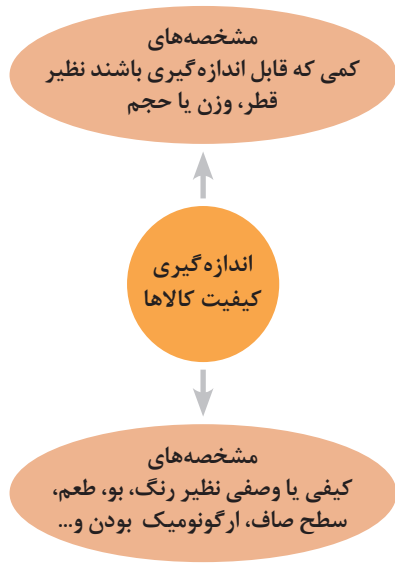 مشخصه‌های
کمی که قابل اندازه‌گیری باشند نظیر
قطر، وزن یا حجم
اندازه‌گیری
کیفیت کالاها
مشخصه‌های
کیفی یا وصفی نظیر رنگ، بو، طعم،
سطح صاف، ارگونومیک بودن و...